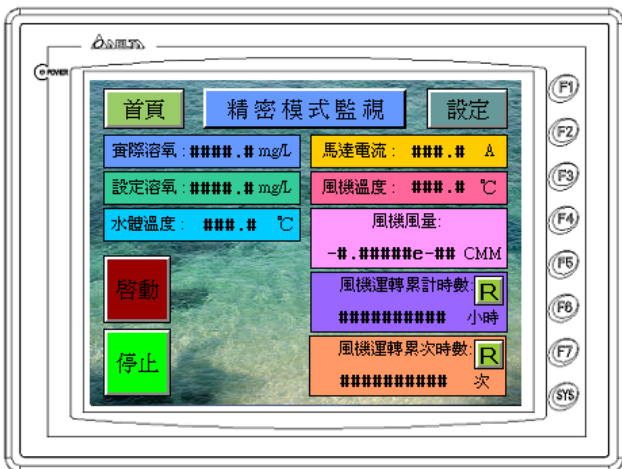 DELTA
POWER
首頁 精密模式監視 設定
實際溶氧:####.# mg/L
馬達電流: ###.# A
設定溶氧:####.# mg/L
風機溫度: ###.# ℃
水體溫度: ###.# ℃
風機風量:
-#.#####e-## CMM
啓動
風機運轉累計時數: R
########## 小時
停止
風機運轉累次時數: R
########## 次
F1
F2
F3
F4
F5
F6
F7
SYS